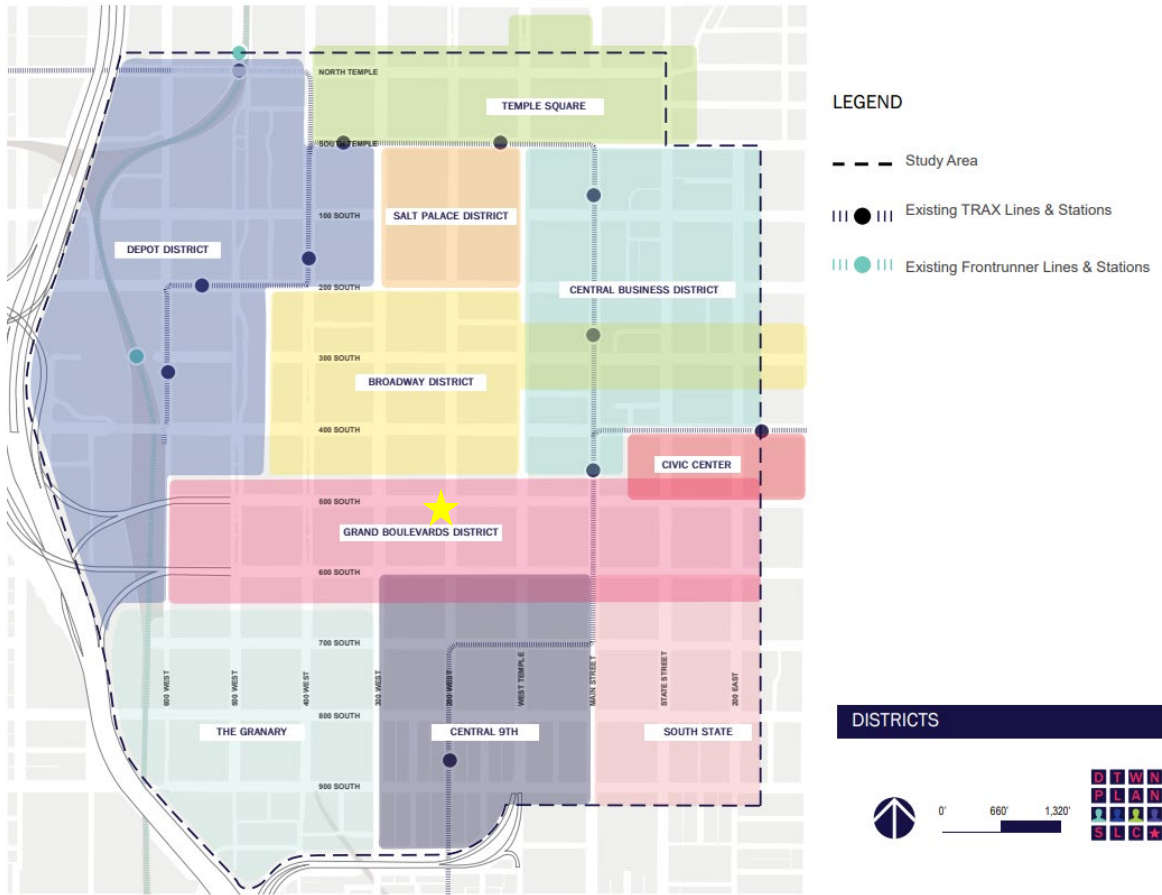 NORTH TEMPLE
TEMPLE SQUARE
SOUTH TEMPLE
100 SOUTH
SALT PALACE DISTRICT
DEPOT DISTRICT
200 SOUTH
CENTRAL BUSINESS DISTRICT
300 SOUTH
BROADWAY DISTRICT
400 SOUTH
CIVIC CENTER
500 SOUTH
GRAND BOULEVARDS DISTRICT
600 SOUTH
700 SOUTH
600 WEST
500 WEST
400 WEST
300 WEST
200 WEST
WEST TEMPLE
MAIN STREET
STATE STREET
200 EAST
800 SOUTH
THE GRANARY
CENTRAL 9TH
SOUTH STATE
900 SOUTH
LEGEND
Study Area
Existing TRAX Lines & Stations
Existing Frontrunner Lines & Stations
DISTRICTS
0' 660' 1,320'
DTWN
PLAN
SLC